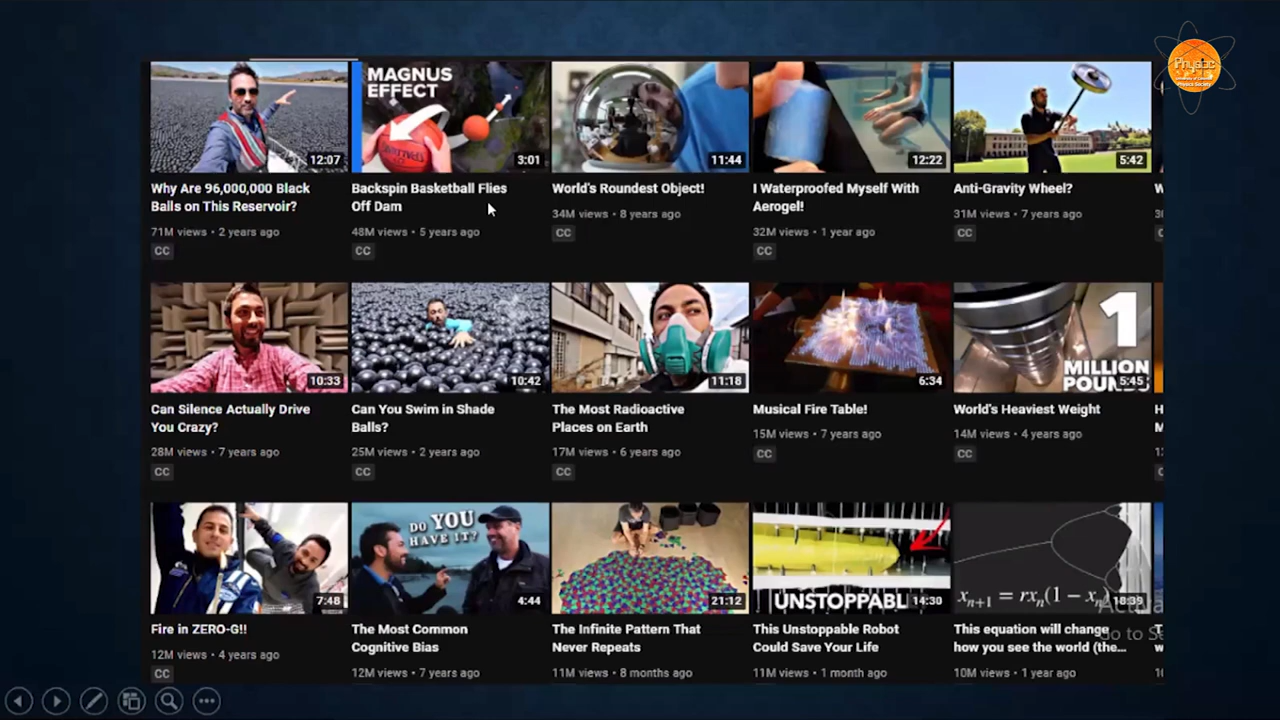 MAGNUS
EFFECT
12:07
3:01
11:44
12:22
5:42
Why Are 96,000,000 Black
Balls on This Reservoir?
71M views • 2 years ago
CC
Backspin Basketball Flies
Off Dam
48M views • 5 years ago
CC
World's Roundest Object!
34M views • 8 years ago
CC
I Waterproofed Myself With
Aerogel!
32M views • 1 year ago
CC
Anti-Gravity Wheel?
31M views • 7 years ago
CC
1
MILLION
POUNDS
10:33
10:42
11:18
6:34
5:45
Can Silence Actually Drive
You Crazy?
28M views • 7 years ago
CC
Can You Swim in Shade
Balls?
25M views • 2 years ago
CC
The Most Radioactive
Places on Earth
17M views • 6 years ago
CC
Musical Fire Table!
15M views • 7 years ago
CC
World's Heaviest Weight
14M views • 4 years ago
CC
DO YOU
HAVE IT?
UNSTOPPABL
xₙ₊₁ = rxₙ(1 − xₙ
7:48
4:44
21:12
14:30
18:39
Fire in ZERO-G!!
12M views • 4 years ago
CC
The Most Common
Cognitive Bias
12M views • 7 years ago
The Infinite Pattern That
Never Repeats
11M views • 8 months ago
This Unstoppable Robot
Could Save Your Life
11M views • 1 month ago
This equation will change
how you see the world (the...
10M views • 1 year ago